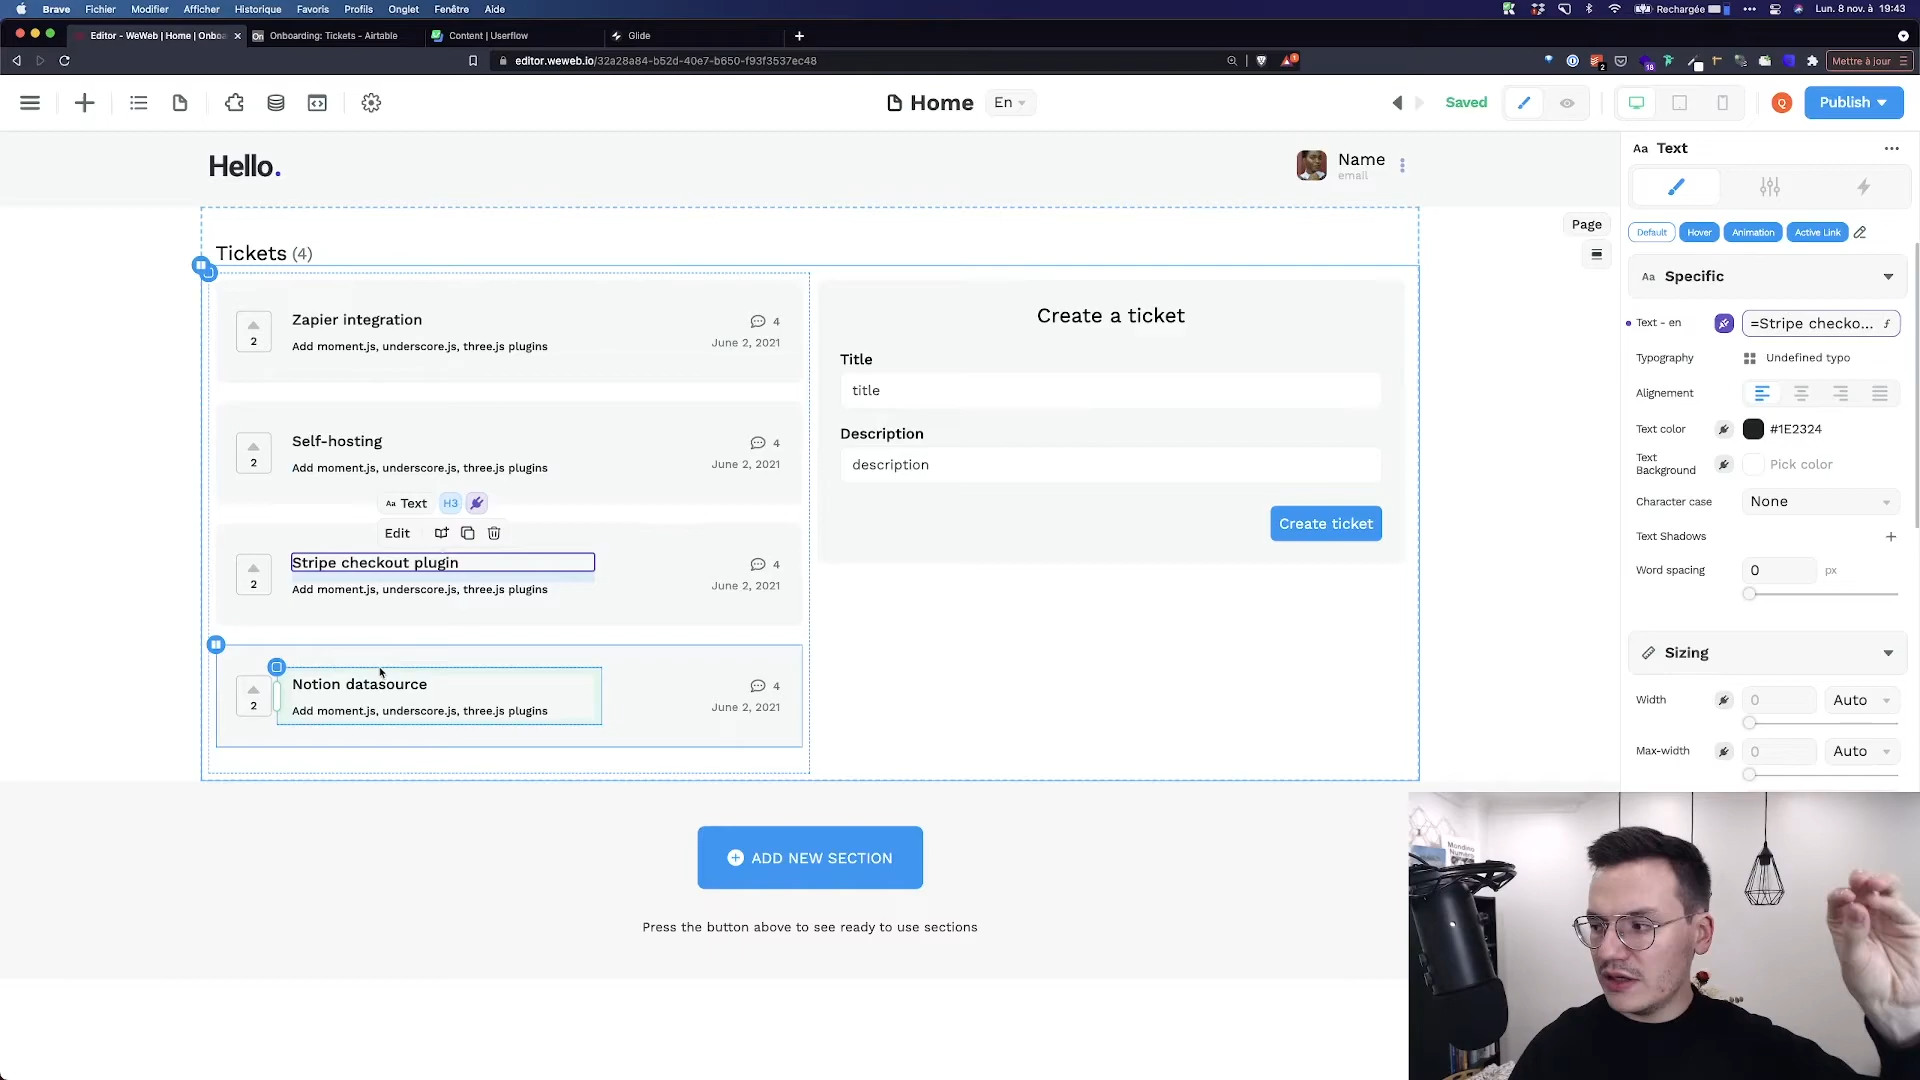 Brave Fichier Modifier Afficher Historique Favoris Profils Onglet Fenêtre Aide
Rechargée Lun. 8 nov. à 19:43
Editor - WeWeb | Home | Onbo
Onboarding: Tickets - Airtable
Content | Userflow
Glide
editor.weweb.io/32a28a84-b52d-40e7-b650-f93f3537ec48
Mettre à jour
Home
En
Saved
Q
Publish
Hello.
Name
email
Page
Tickets (4)
2
Zapier integration
Add moment.js, underscore.js, three.js plugins
4
June 2, 2021
2
Self-hosting
Add moment.js, underscore.js, three.js plugins
4
June 2, 2021
Aa Text H3
Edit
2
Stripe checkout plugin
Add moment.js, underscore.js, three.js plugins
4
June 2, 2021
2
Notion datasource
Add moment.js, underscore.js, three.js plugins
4
June 2, 2021
Create a ticket
Title
title
Description
description
Create ticket
ADD NEW SECTION
Press the button above to see ready to use sections
Aa Text
Default Hover Animation Active Link
Aa Specific
Text - en =Stripe checko... f
Typography Undefined typo
Alignement
Text color #1E2324
Text Background Pick color
Character case None
Text Shadows
Word spacing 0 px
Sizing
Width 0 Auto
Max-width 0 Auto
Mondino